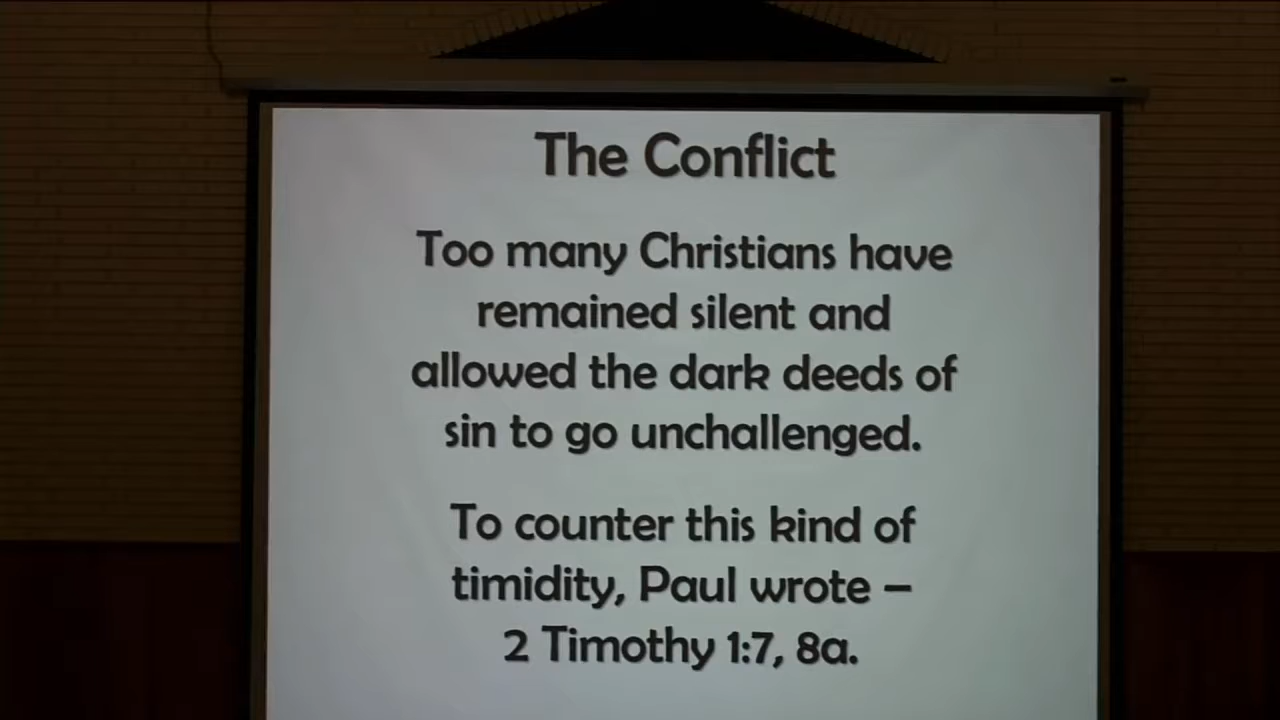 The Conflict
Too many Christians have
remained silent and
allowed the dark deeds of
sin to go unchallenged.
To counter this kind of
timidity, Paul wrote –
2 Timothy 1:7, 8a.